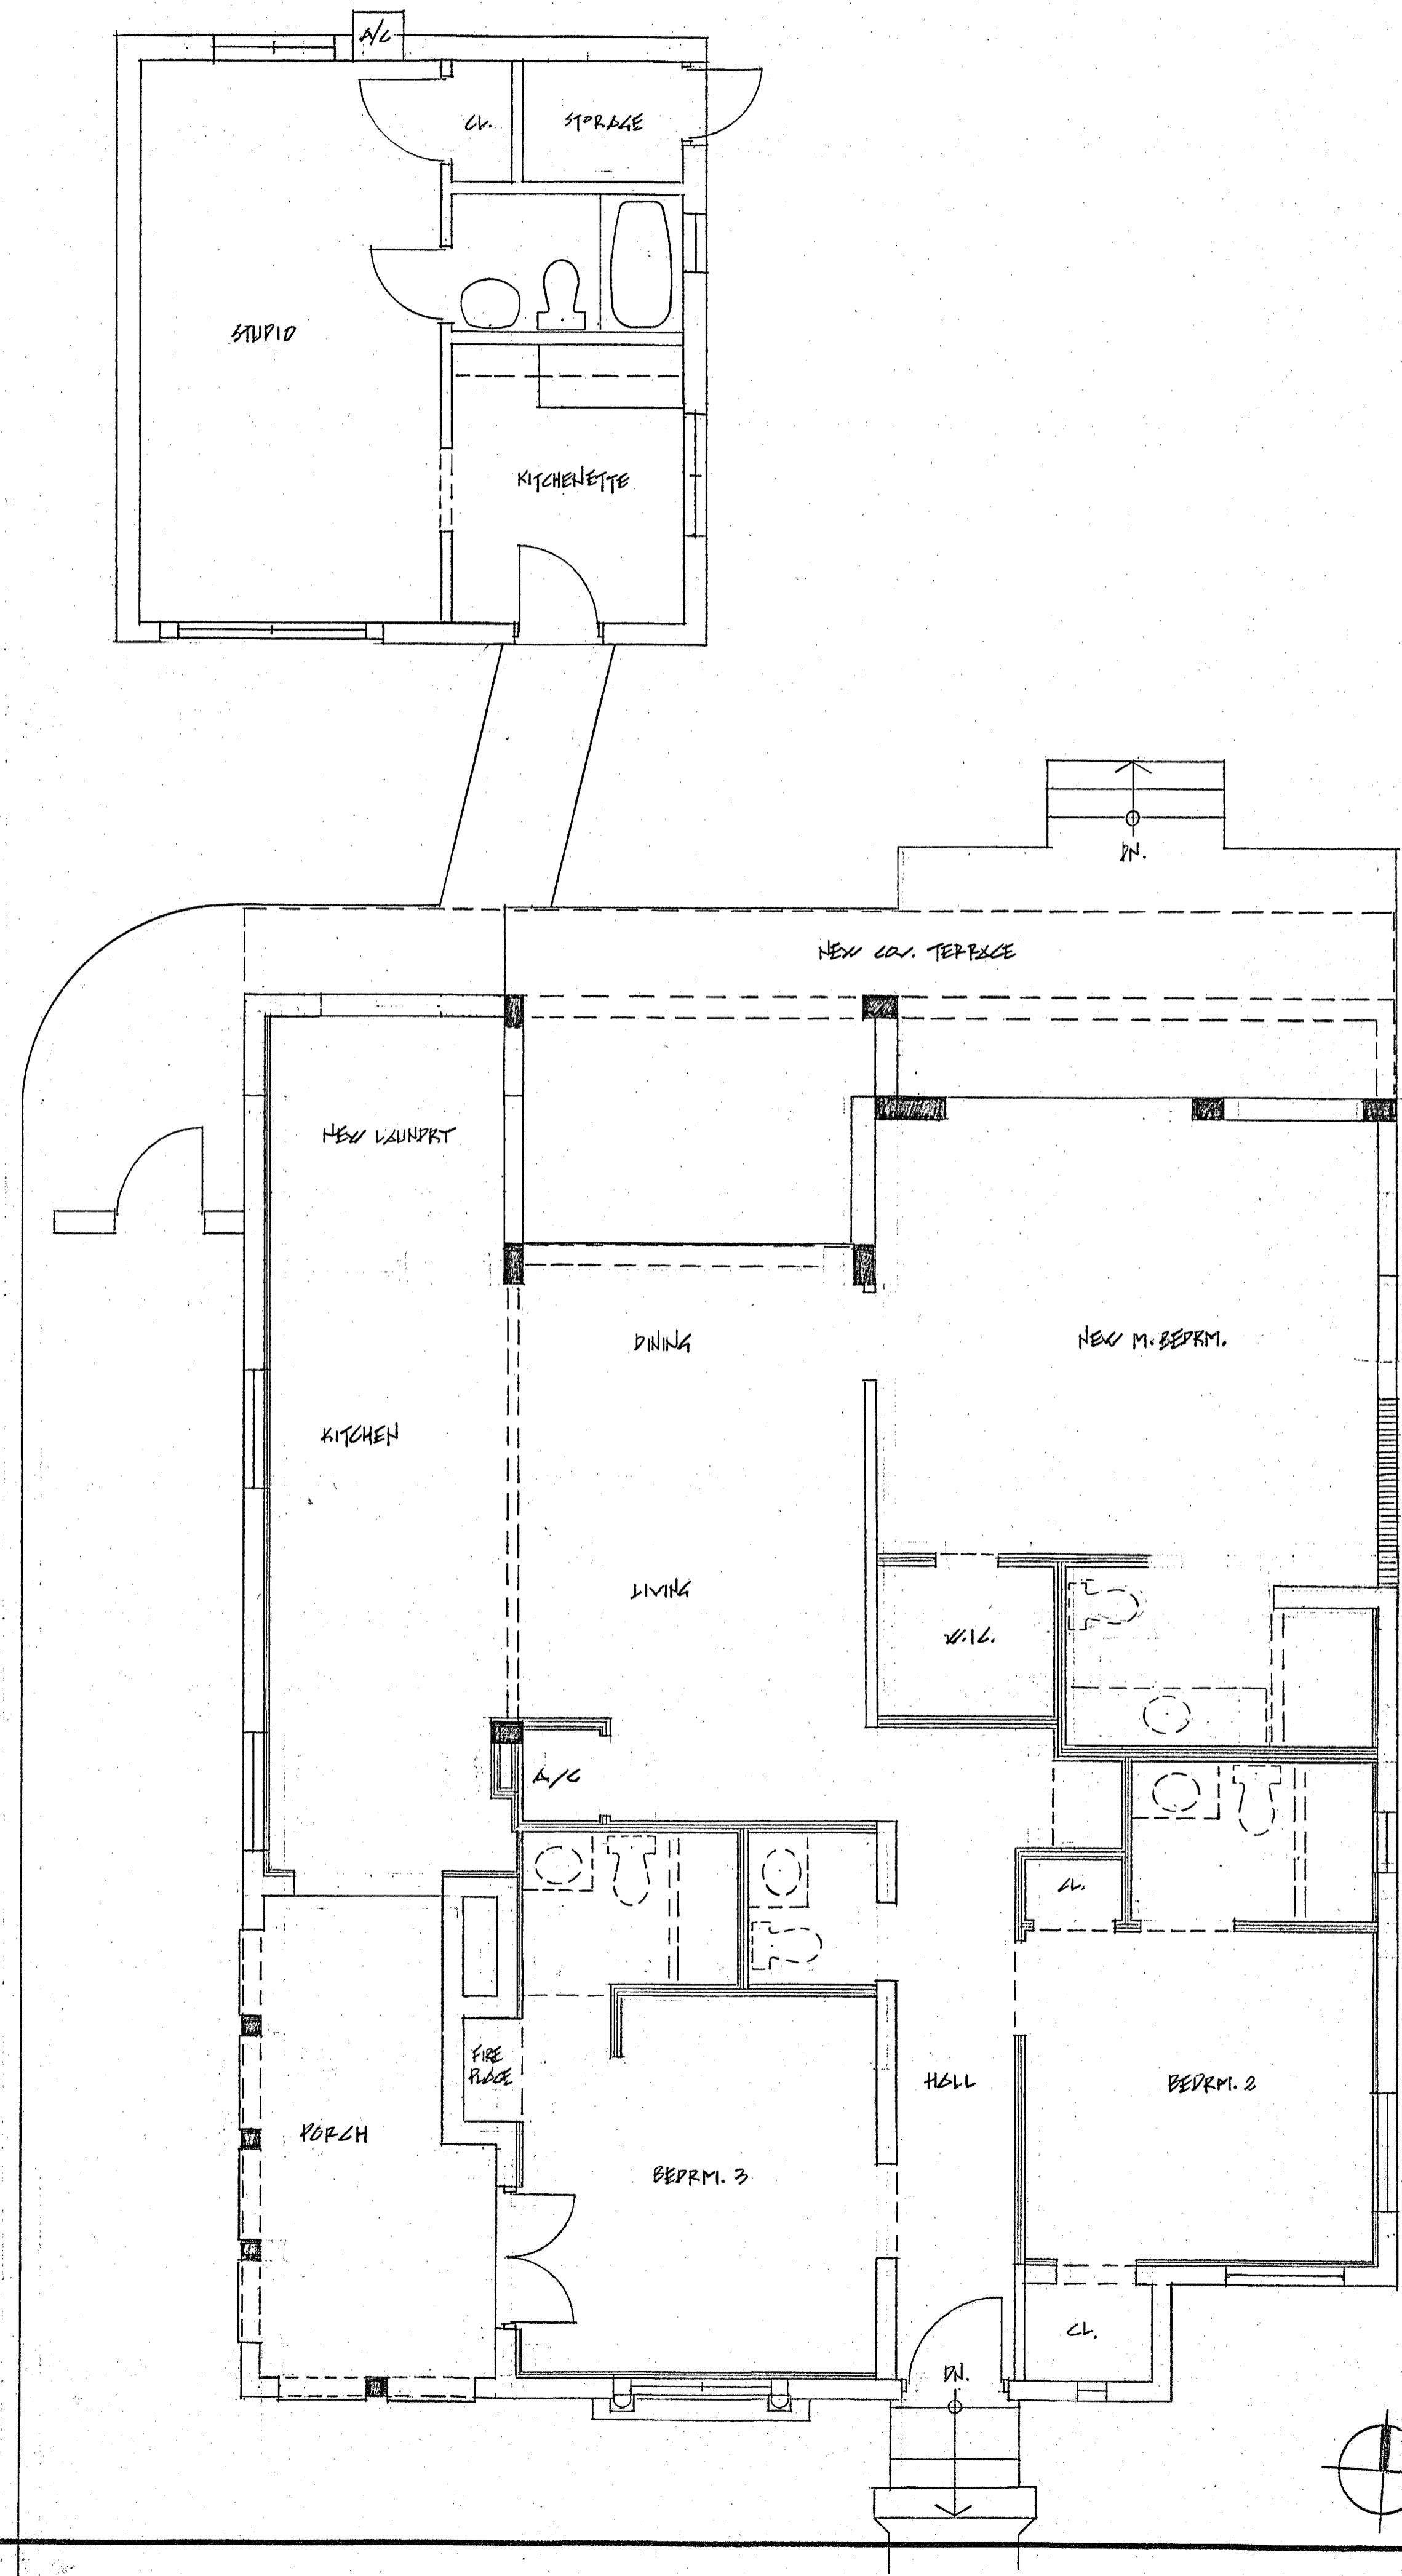 A/C
CL.
STORAGE
STUDIO
KITCHENETTE
DN.
NEW COV. TERRACE
NEW LAUNDRY
DINING
NEW M. BEDRM.
KITCHEN
LIVING
W.I.C.
A/C
CL.
FIRE
PLACE
HALL
BEDRM. 2
PORCH
BEDRM. 3
CL.
DN.